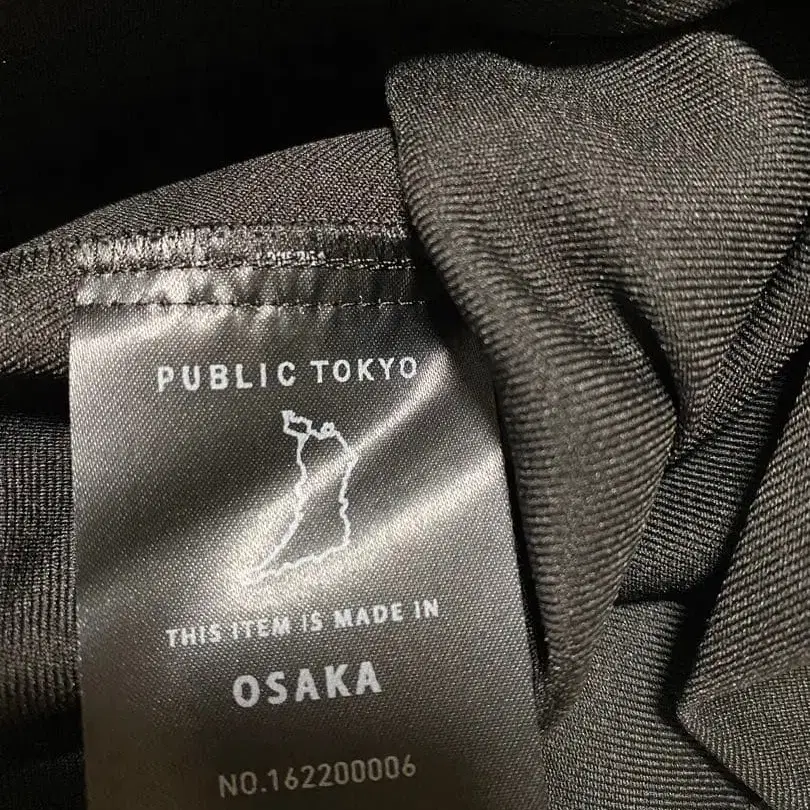 PUBLIC TOKYO
THIS ITEM IS MADE IN
OSAKA
NO.162200006